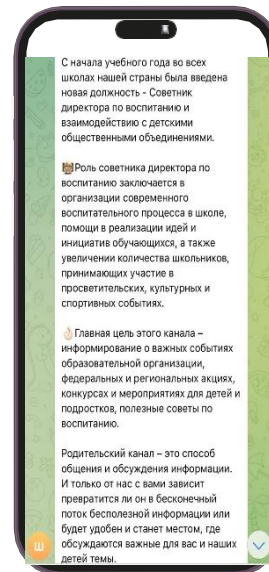 С начала учебного года во всех
школах нашей страны была введена
новая должность - Советник
директора по воспитанию и
взаимодействию с детскими
общественными объединениями.
Роль советника директора по
воспитанию заключается в
организации современного
воспитательного процесса в школе,
помощи в реализации идей и
инициатив обучающихся, а также
увеличении количества школьников,
принимающих участие в
просветительских, культурных и
спортивных событиях.
Главная цель этого канала –
информирование о важных событиях
образовательной организации,
федеральных и региональных акциях,
конкурсах и мероприятиях для детей и
подростков, полезные советы по
воспитанию.
Родительский канал – это способ
общения и обсуждения информации.
И только от нас с вами зависит
превратится ли он в бесконечный
поток бесполезной информации или
будет удобен и станет местом, где
обсуждаются важные для вас и наших
детей темы.
Ш